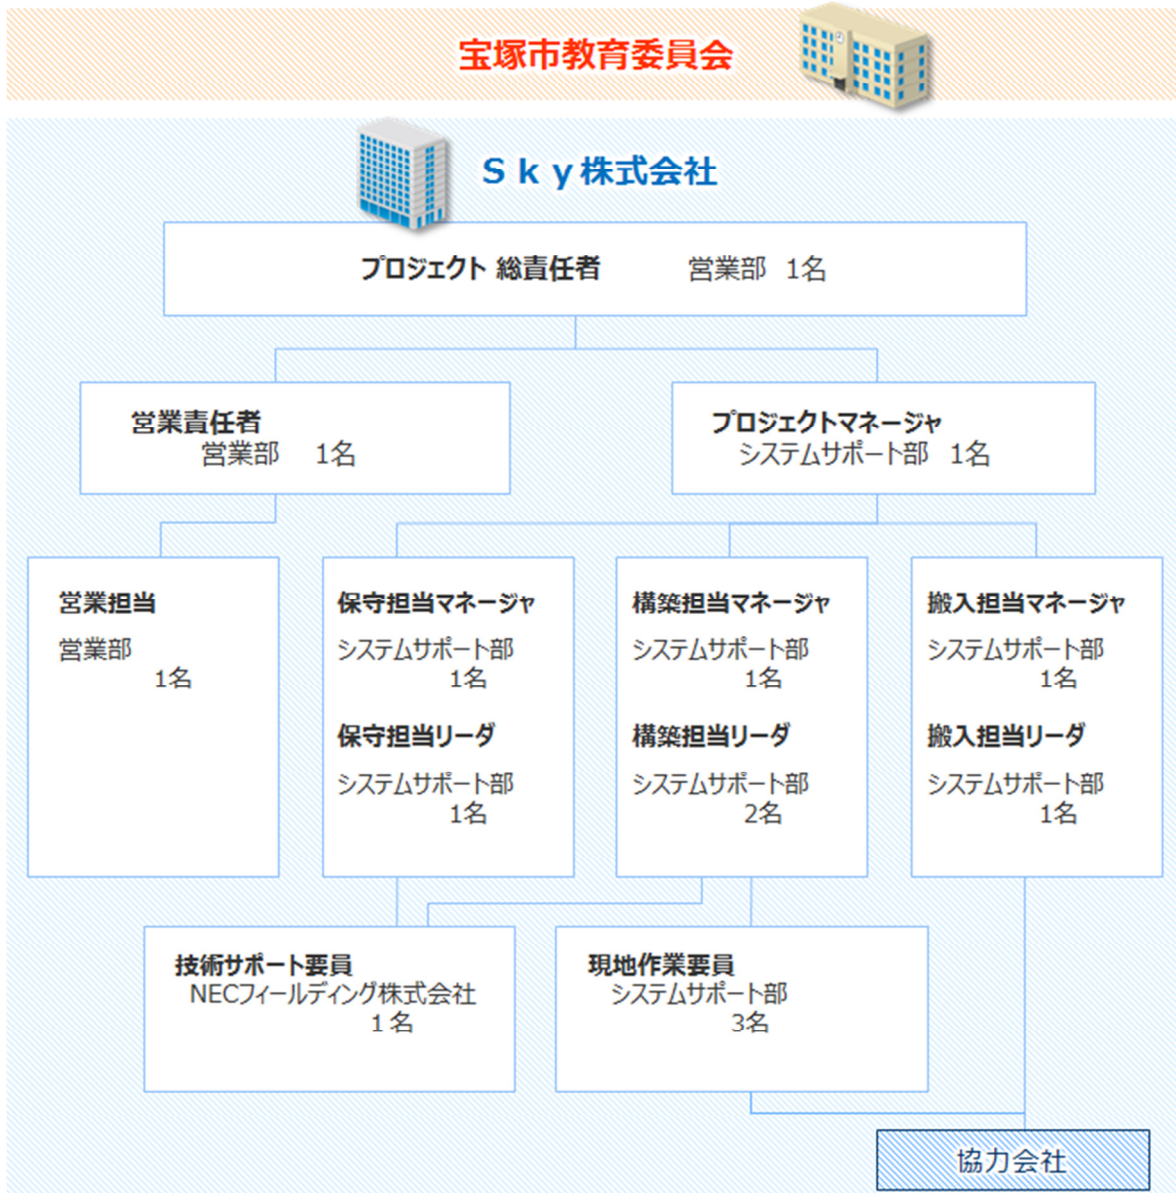 宝塚市教育委員会
Ｓｋｙ株式会社
プロジェクト 総責任者 営業部 1名
営業責任者
営業部 1名
プロジェクトマネージャ
システムサポート部 1名
営業担当
営業部
1名
保守担当マネージャ
システムサポート部
1名
保守担当リーダ
システムサポート部
1名
構築担当マネージャ
システムサポート部
1名
構築担当リーダ
システムサポート部
2名
搬入担当マネージャ
システムサポート部
1名
搬入担当リーダ
システムサポート部
1名
技術サポート要員
NECフィールディング株式会社
１名
現地作業要員
システムサポート部
3名
協力会社